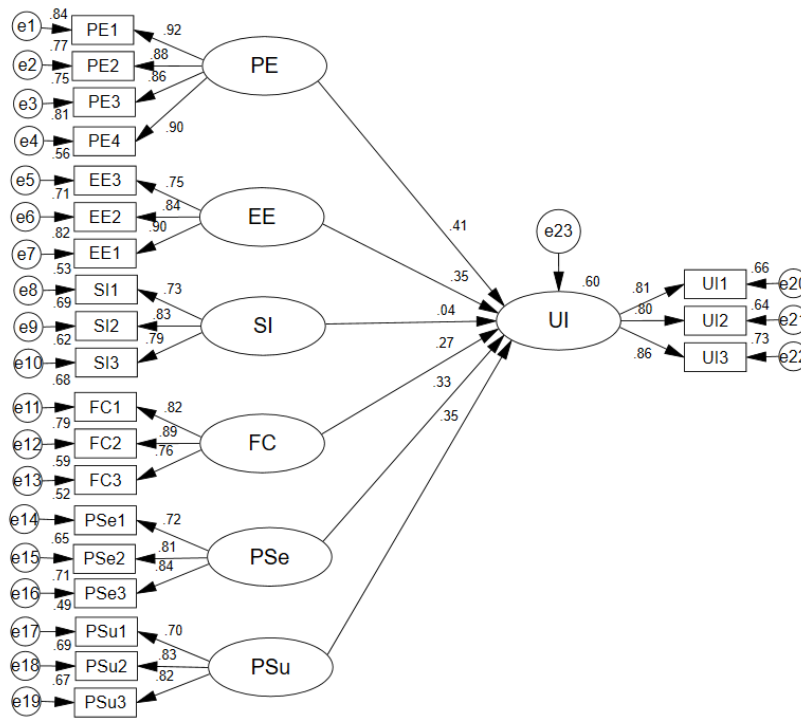 e1 .84 PE1 .92
.77
e2 PE2 .88 PE
.75 .86
e3 PE3
.81 .90
e4 PE4
.56
e5 EE3 .75
.71
e6 EE2 .84 EE
.82 .90
e7 EE1
.53
e8 SI1 .73
.69
e9 SI2 .83 SI
.62 .79
e10 SI3
.68
e11 FC1 .82
.79
e12 FC2 .89 FC
.59 .76
e13 FC3
.52
e14 PSe1 .72
.65
e15 PSe2 .81 PSe
.71 .84
e16 PSe3
.49
e17 PSu1 .70
.69
e18 PSu2 .83 PSu
.67 .82
e19 PSu3
.41
.35
.04
.27
.33
.35
e23
.60
UI
.81 UI1 .66 e20
.80 UI2 .64 e21
.86 UI3 .73 e22